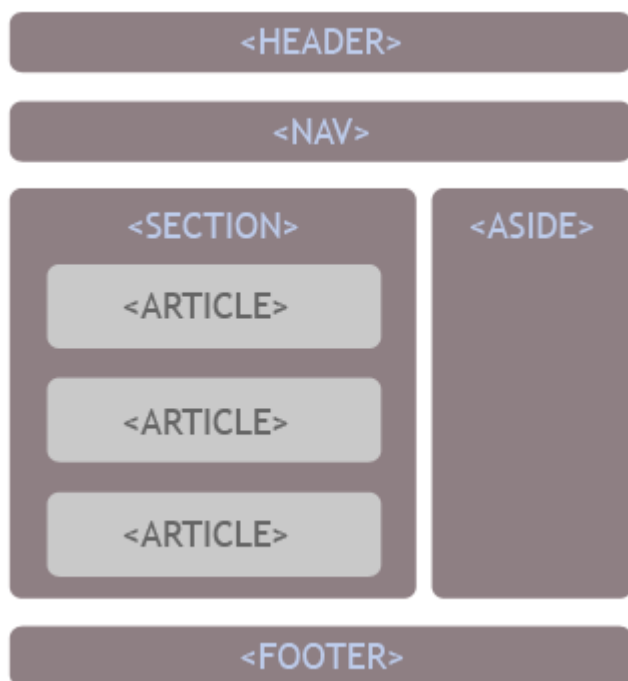 <HEADER>
<NAV>
<SECTION>
<ARTICLE>
<ARTICLE>
<ARTICLE>
<ASIDE>
<FOOTER>